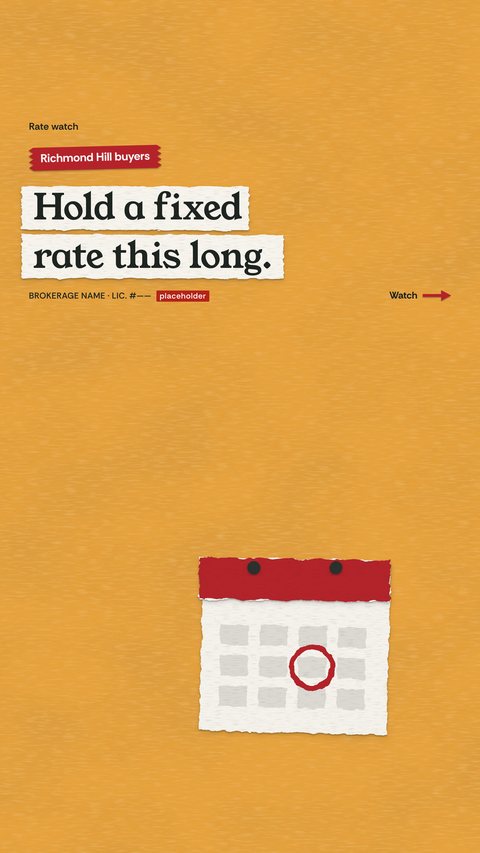 Rate watch
Richmond Hill buyers
Hold a fixed
rate this long.
BROKERAGE NAME · LIC. #—— placeholder
Watch